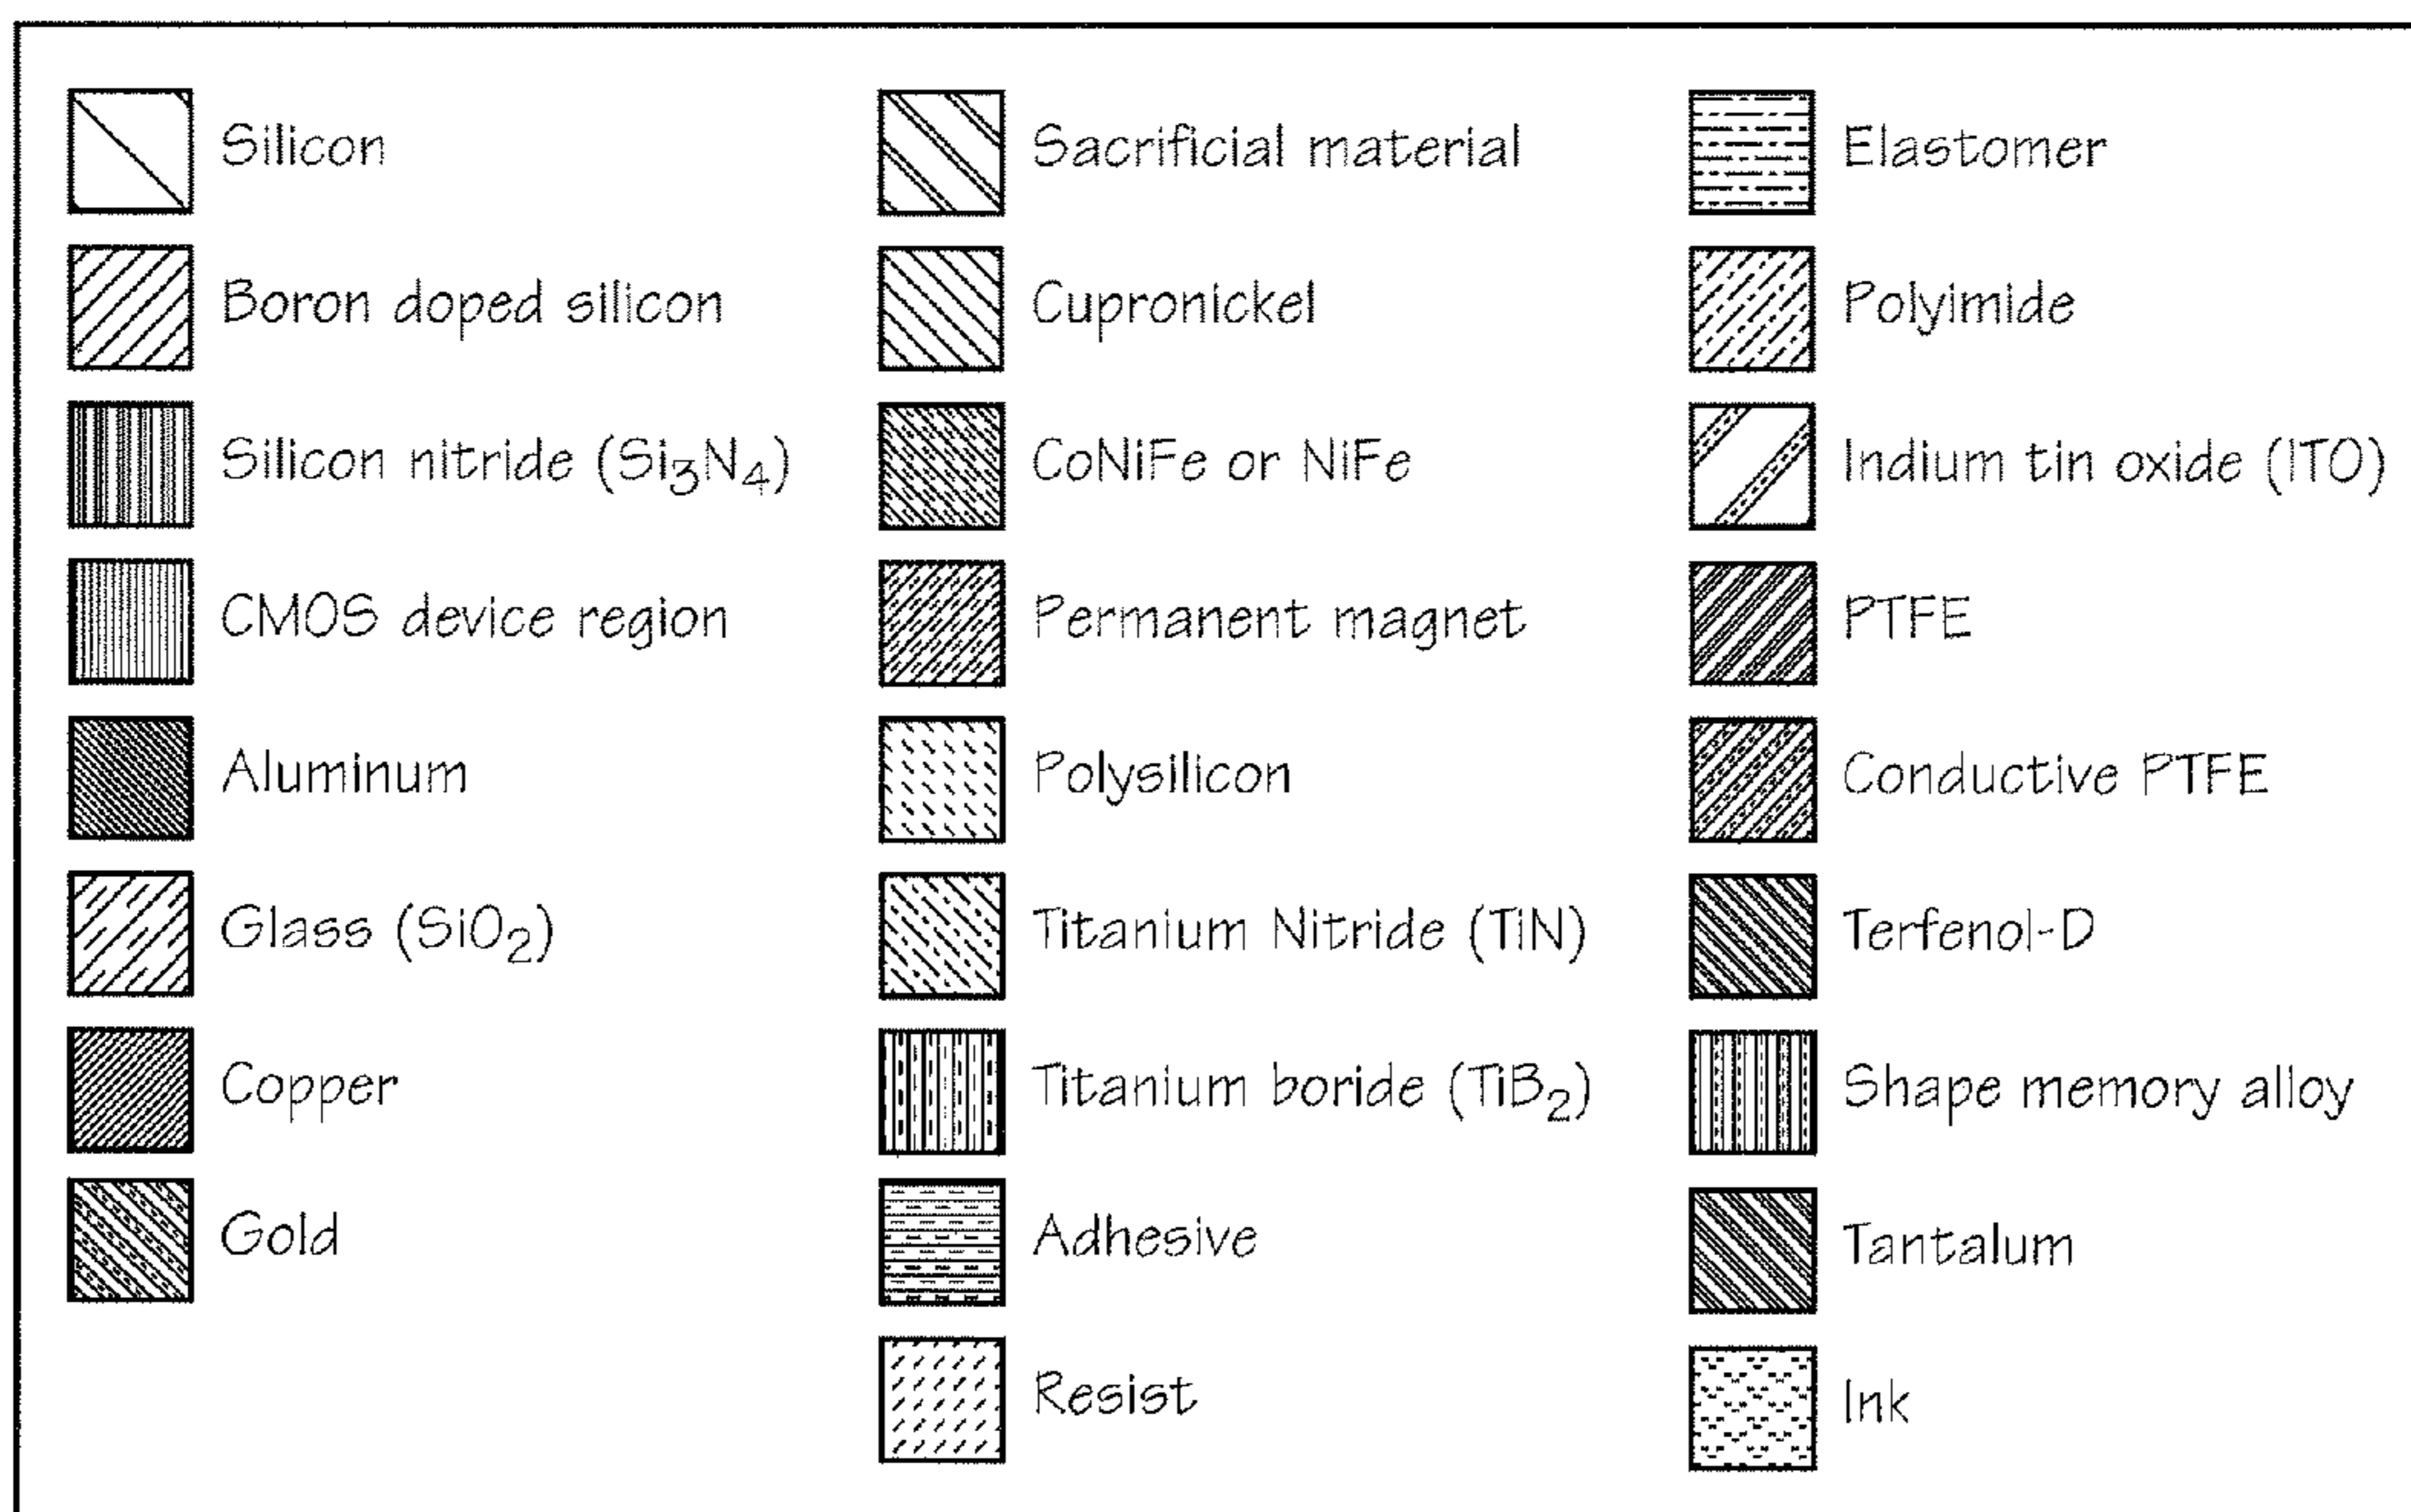 Silicon
Boron doped silicon
Silicon nitride (Si₃N₄)
CMOS device region
Aluminum
Glass (SiO₂)
Copper
Gold
Sacrificial material
Cupronickel
CoNiFe or NiFe
Permanent magnet
Polysilicon
Titanium Nitride (TiN)
Titanium boride (TiB₂)
Adhesive
Resist
Elastomer
Polyimide
Indium tin oxide (ITO)
PTFE
Conductive PTFE
Terfenol-D
Shape memory alloy
Tantalum
Ink